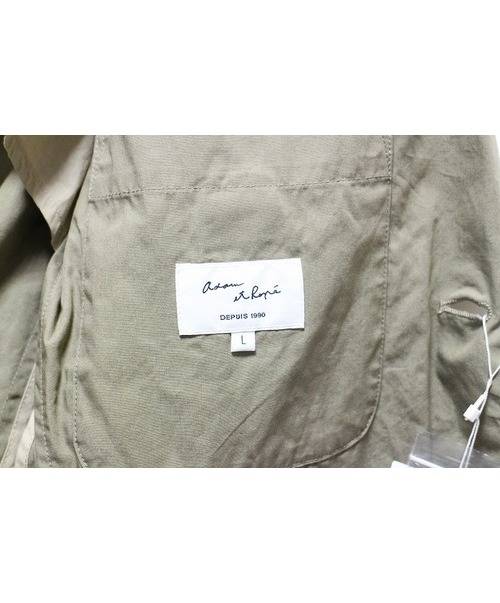 adam
et Ropé
DEPUIS 1990
L